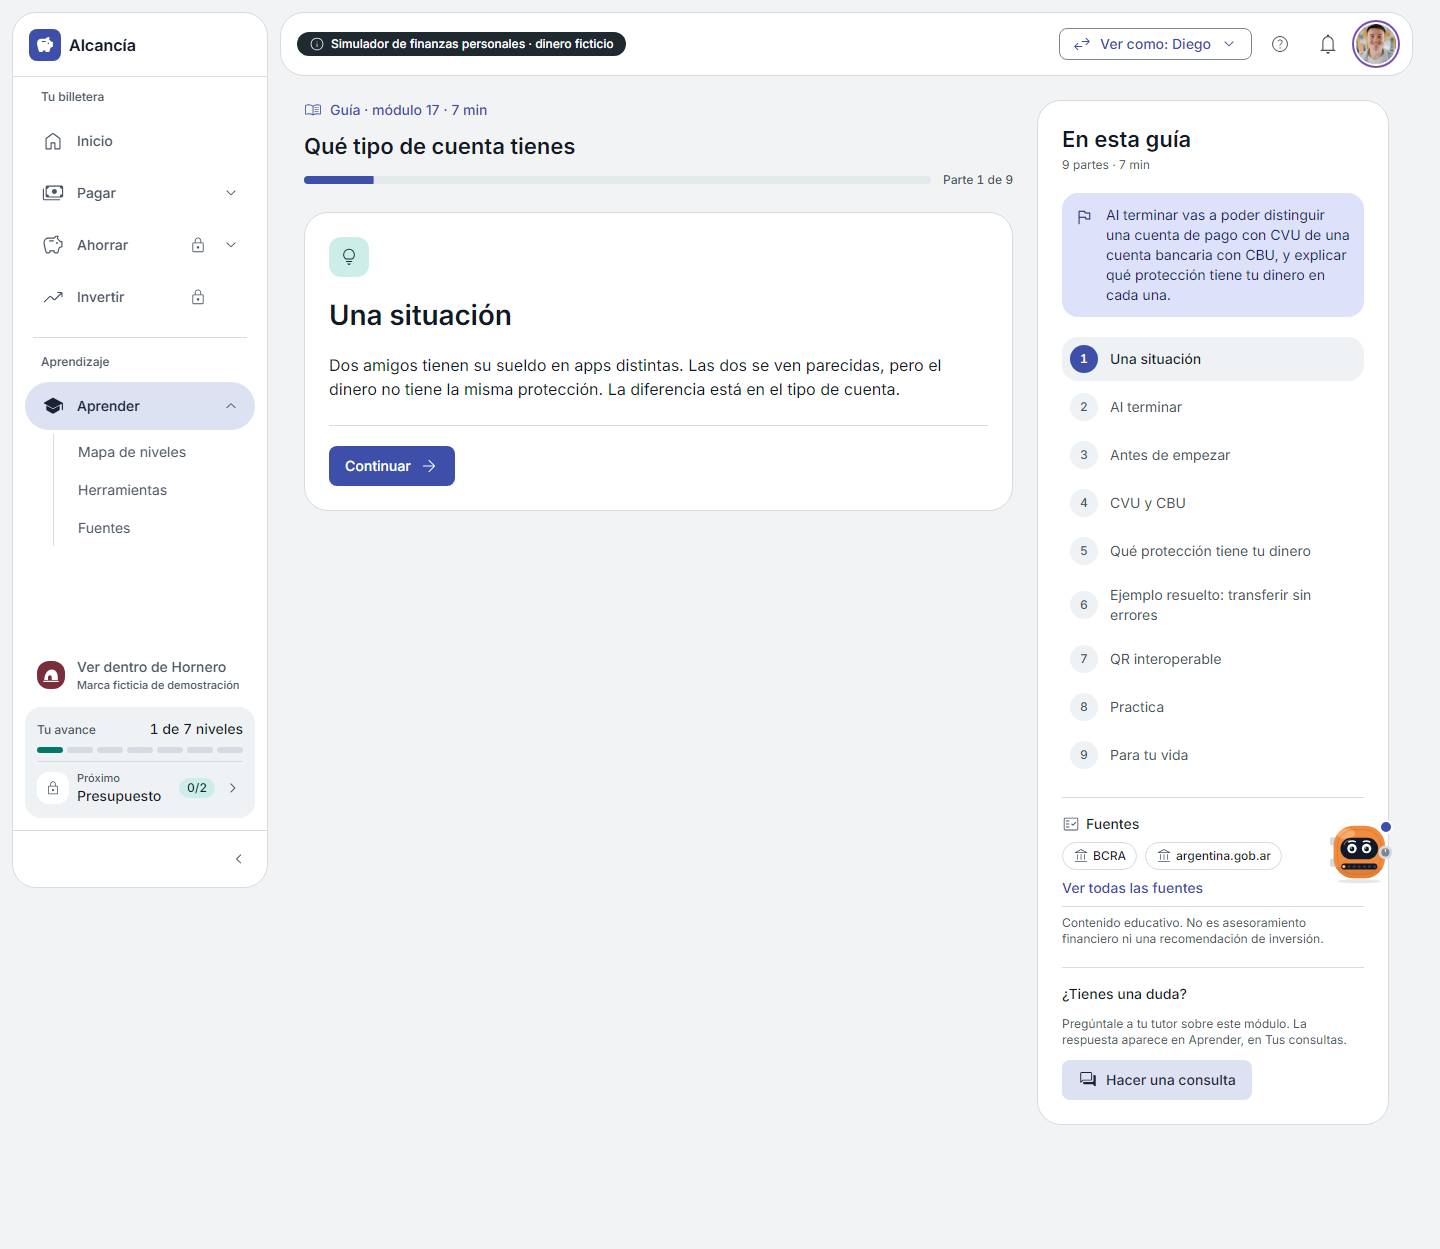 Alcancía
Simulador de finanzas personales · dinero ficticio
Ver como: Diego
Tu billetera
Inicio
Pagar
Ahorrar
Invertir
Aprendizaje
Aprender
Mapa de niveles
Herramientas
Fuentes
Ver dentro de Hornero
Marca ficticia de demostración
Tu avance
1 de 7 niveles
Próximo
Presupuesto
0/2
Guía · módulo 17 · 7 min
Qué tipo de cuenta tienes
Parte 1 de 9
Una situación
Dos amigos tienen su sueldo en apps distintas. Las dos se ven parecidas, pero el
dinero no tiene la misma protección. La diferencia está en el tipo de cuenta.
Continuar
En esta guía
9 partes · 7 min
Al terminar vas a poder distinguir
una cuenta de pago con CVU de una
cuenta bancaria con CBU, y explicar
qué protección tiene tu dinero en
cada una.
1 Una situación
2 Al terminar
3 Antes de empezar
4 CVU y CBU
5 Qué protección tiene tu dinero
6 Ejemplo resuelto: transferir sin
errores
7 QR interoperable
8 Practica
9 Para tu vida
Fuentes
BCRA
argentina.gob.ar
Ver todas las fuentes
Contenido educativo. No es asesoramiento
financiero ni una recomendación de inversión.
¿Tienes una duda?
Pregúntale a tu tutor sobre este módulo. La
respuesta aparece en Aprender, en Tus consultas.
Hacer una consulta